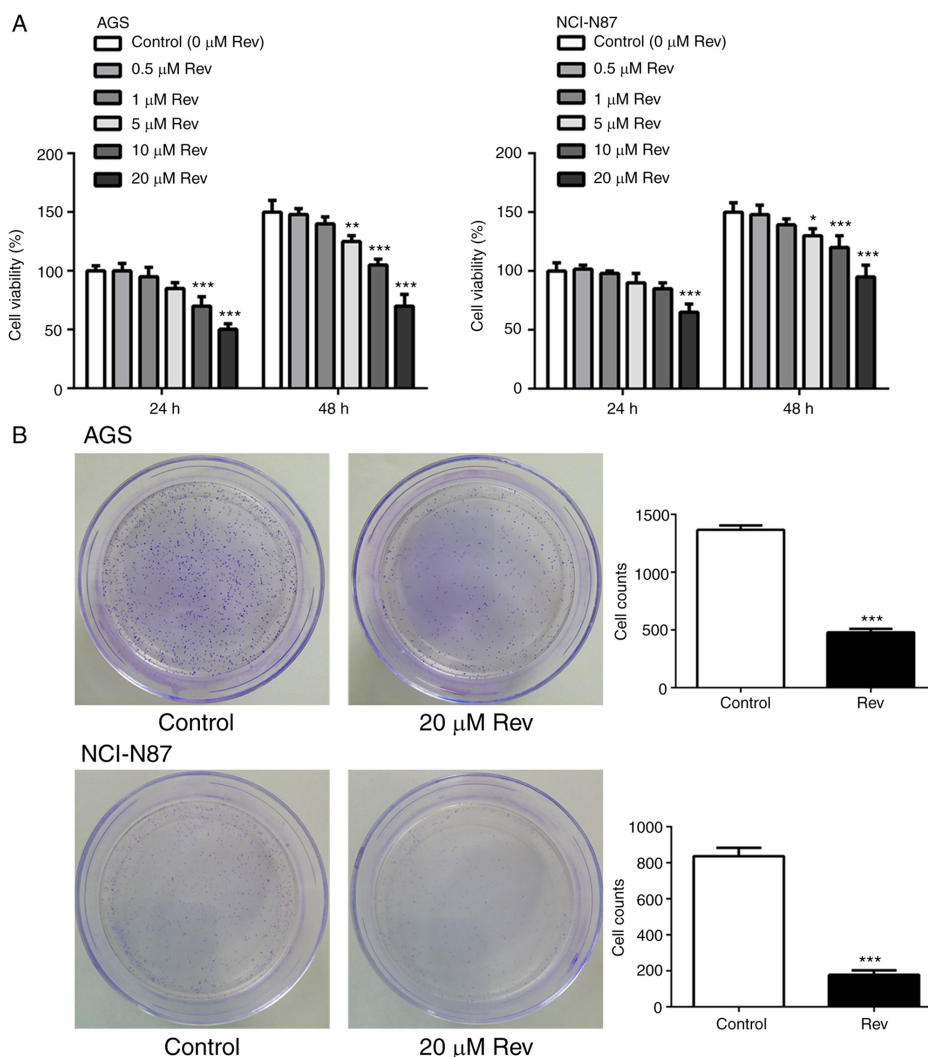 A
AGS
Control (0 µM Rev)
0.5 µM Rev
1 µM Rev
5 µM Rev
10 µM Rev
20 µM Rev
Cell viability (%)
200
150
100
50
0
***
***
**
***
***
24 h
48 h
NCI-N87
Control (0 µM Rev)
0.5 µM Rev
1 µM Rev
5 µM Rev
10 µM Rev
20 µM Rev
Cell viability (%)
200
150
100
50
0
***
*
***
***
24 h
48 h
B
AGS
Control
20 µM Rev
Cell counts
1500
1000
500
0
***
Control
Rev
NCI-N87
Control
20 µM Rev
Cell counts
1000
800
600
400
200
0
***
Control
Rev